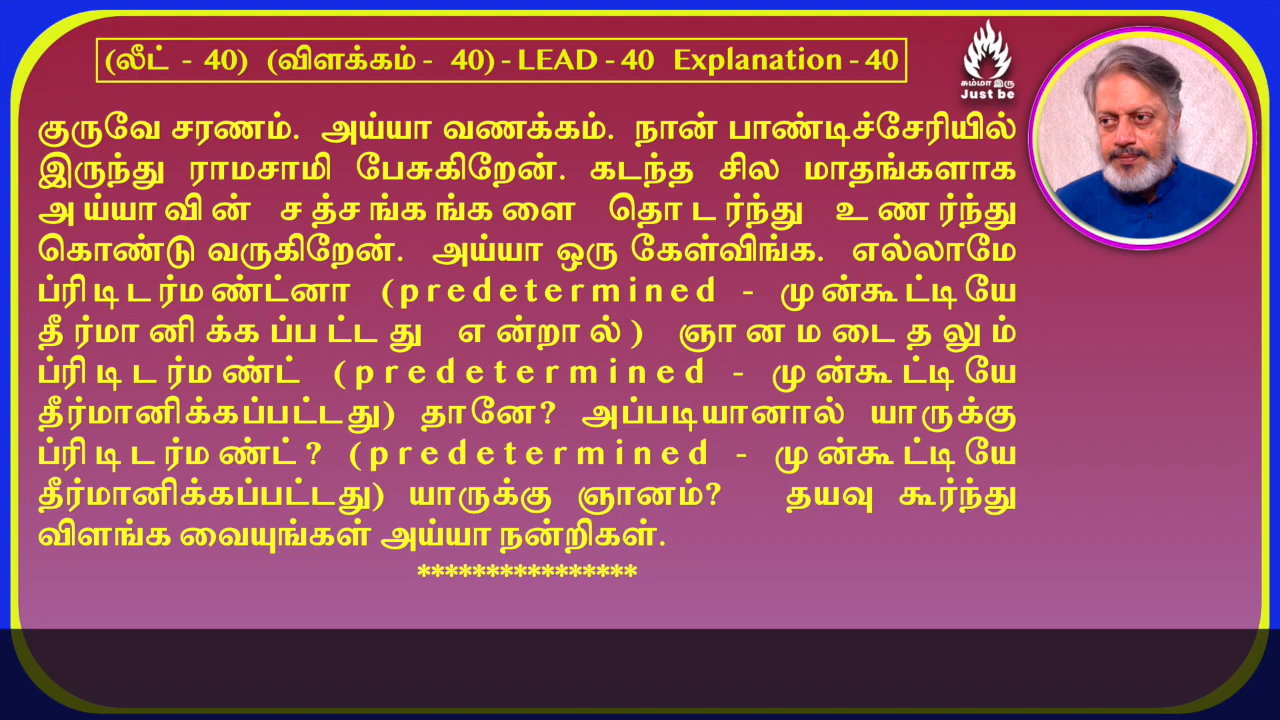 (லீட் - 40) (விளக்கம் - 40) - LEAD - 40 Explanation - 40
சும்மா இரு
Just be
குருவே சரணம். அய்யா வணக்கம். நான் பாண்டிச்சேரியில்
இருந்து ராமசாமி பேசுகிறேன். கடந்த சில மாதங்களாக
அய்யாவின் சத்சங்கங்களை தொடர்ந்து உணர்ந்து
கொண்டு வருகிறேன். அய்யா ஒரு கேள்விங்க. எல்லாமே
ப்ரிடிடர்மண்ட்னா (predetermined - முன்கூட்டியே
தீர்மானிக்கப்பட்டது என்றால்) ஞானமடைதலும்
ப்ரிடிடர்மண்ட் (predetermined - முன்கூட்டியே
தீர்மானிக்கப்பட்டது) தானே? அப்படியானால் யாருக்கு
ப்ரிடிடர்மண்ட்? (predetermined - முன்கூட்டியே
தீர்மானிக்கப்பட்டது) யாருக்கு ஞானம்? தயவு கூர்ந்து
விளங்க வையுங்கள் அய்யா நன்றிகள்.
****************